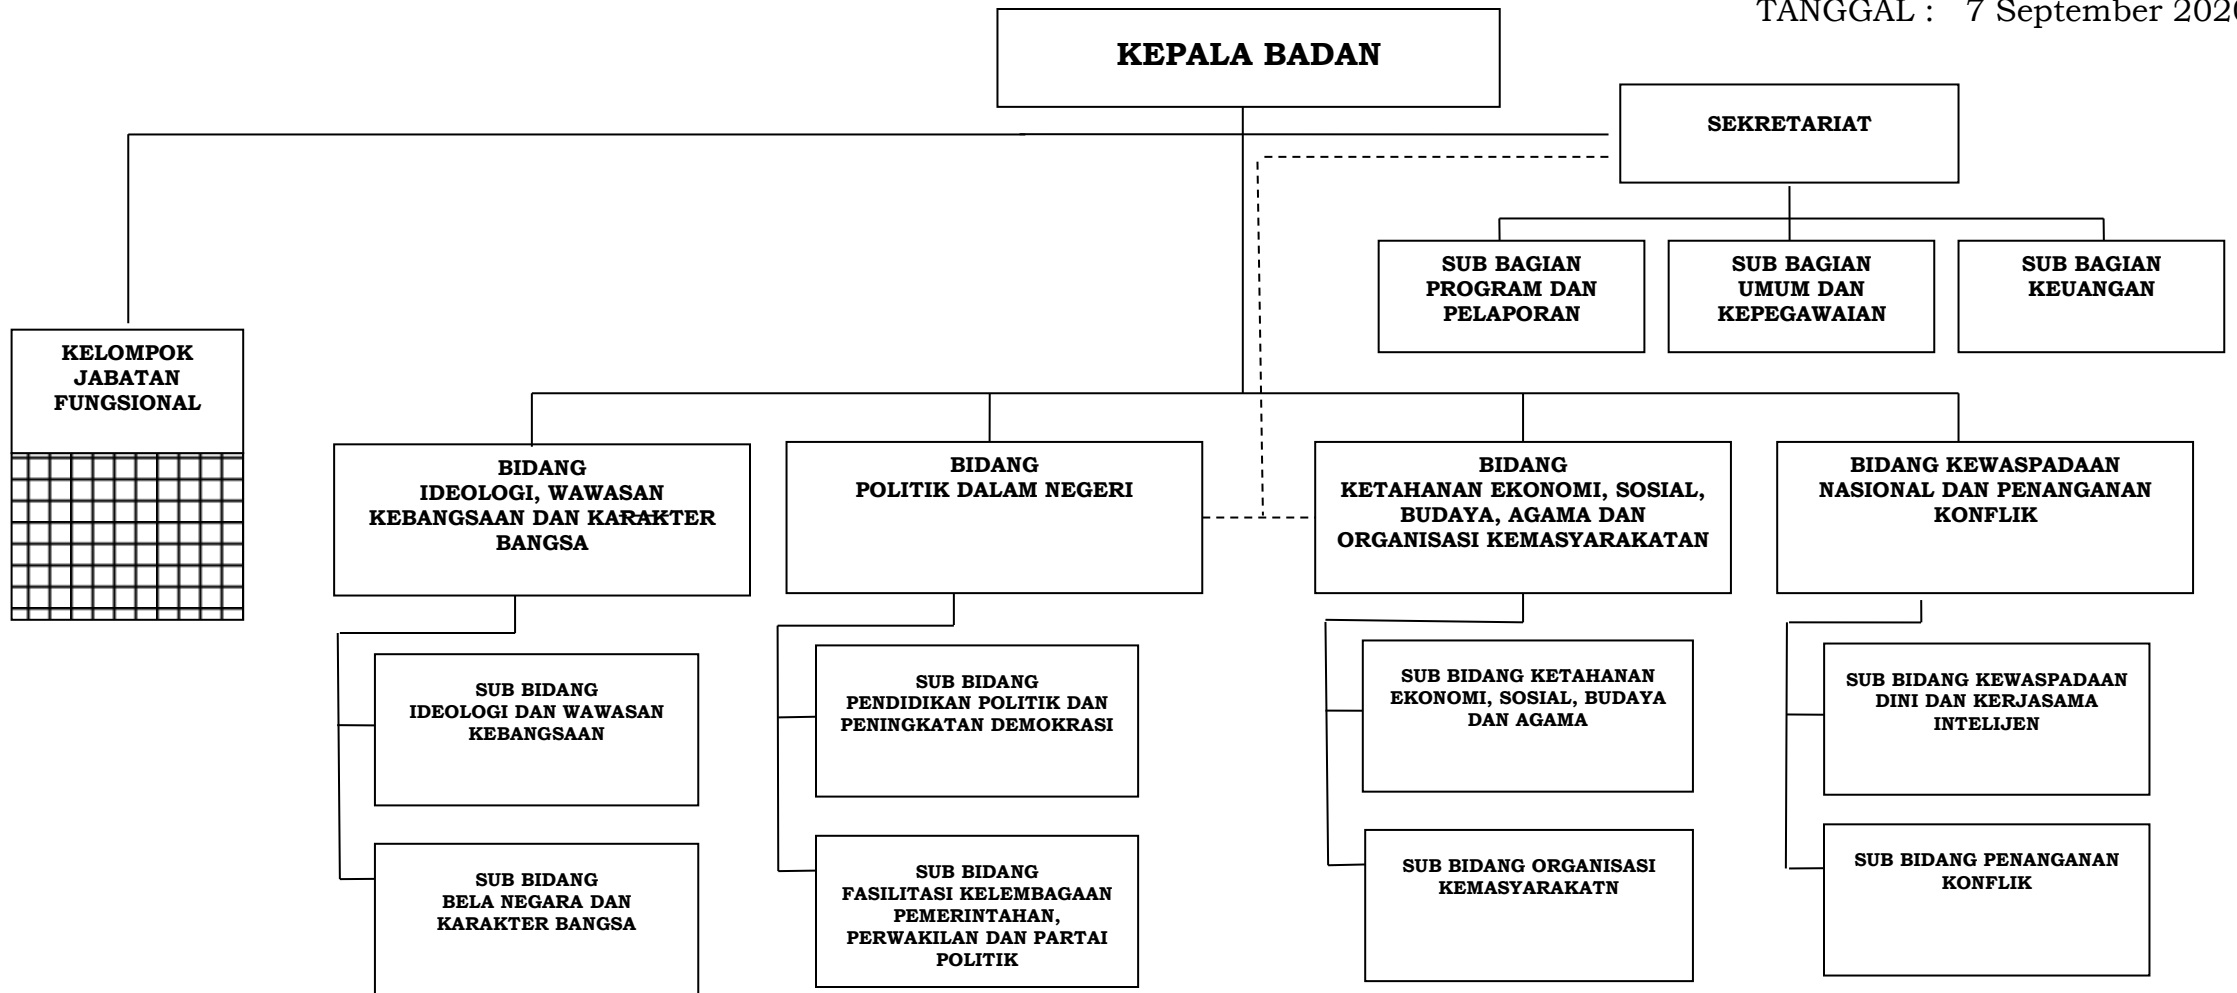 TANGGAL : 7 September 202
KEPALA BADAN
SEKRETARIAT
SUB BAGIAN
PROGRAM DAN
PELAPORAN
SUB BAGIAN
UMUM DAN
KEPEGAWAIAN
SUB BAGIAN
KEUANGAN
KELOMPOK
JABATAN
FUNGSIONAL
BIDANG
IDEOLOGI, WAWASAN
KEBANGSAAN DAN KARAKTER
BANGSA
BIDANG
POLITIK DALAM NEGERI
BIDANG
KETAHANAN EKONOMI, SOSIAL,
BUDAYA, AGAMA DAN
ORGANISASI KEMASYARAKATAN
BIDANG KEWASPADAAN
NASIONAL DAN PENANGANAN
KONFLIK
SUB BIDANG
IDEOLOGI DAN WAWASAN
KEBANGSAAN
SUB BIDANG
PENDIDIKAN POLITIK DAN
PENINGKATAN DEMOKRASI
SUB BIDANG KETAHANAN
EKONOMI, SOSIAL, BUDAYA
DAN AGAMA
SUB BIDANG KEWASPADAAN
DINI DAN KERJASAMA
INTELIJEN
SUB BIDANG
BELA NEGARA DAN
KARAKTER BANGSA
SUB BIDANG
FASILITASI KELEMBAGAAN
PEMERINTAHAN,
PERWAKILAN DAN PARTAI
POLITIK
SUB BIDANG ORGANISASI
KEMASYARAKATN
SUB BIDANG PENANGANAN
KONFLIK